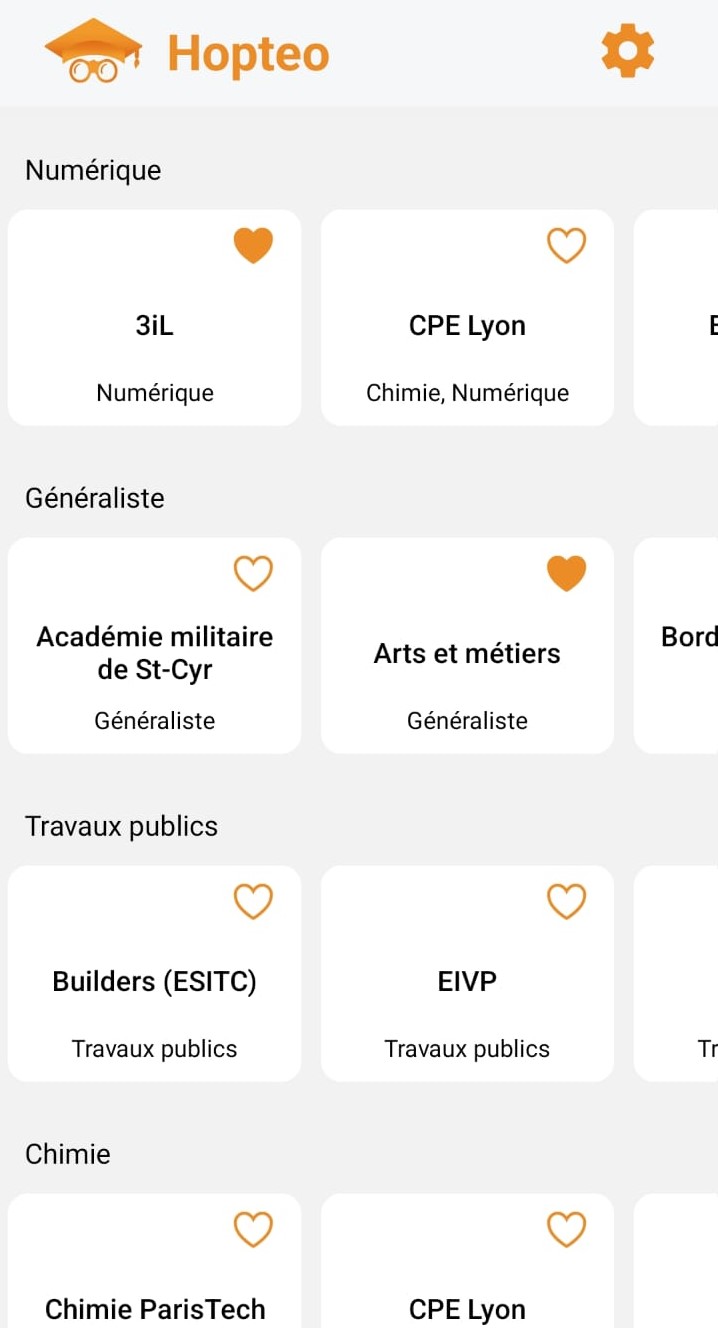 Hopteo
Numérique
3iL
CPE Lyon
Numérique
Chimie, Numérique
Généraliste
Académie militaire
de St-Cyr
Arts et métiers
Bord
Généraliste
Généraliste
Travaux publics
Builders (ESITC)
EIVP
Travaux publics
Travaux publics
Tr
Chimie
Chimie ParisTech
CPE Lyon